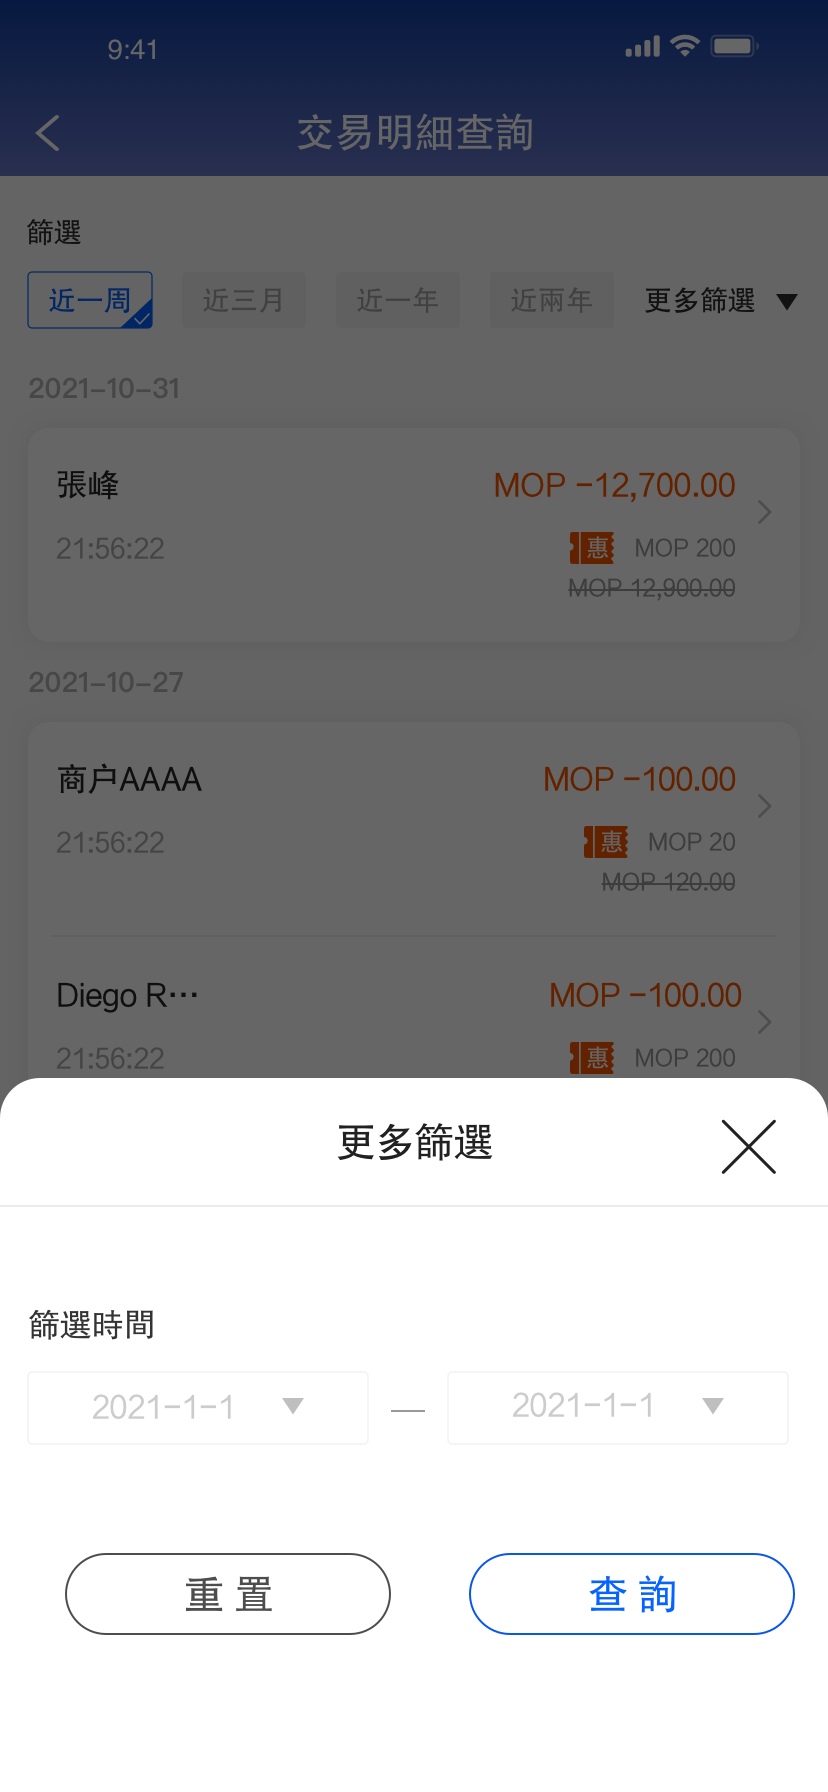 9:41
交易明細查詢
篩選
近一周 近三月 近一年 近兩年 更多篩選
2021-10-31
張峰 MOP -12,700.00
21:56:22 惠 MOP 200
MOP 12,900.00
2021-10-27
商户AAAA MOP -100.00
21:56:22 惠 MOP 20
MOP 120.00
Diego R… MOP -100.00
21:56:22 惠 MOP 200
更多篩選
篩選時間
2021-1-1 — 2021-1-1
重置 查詢